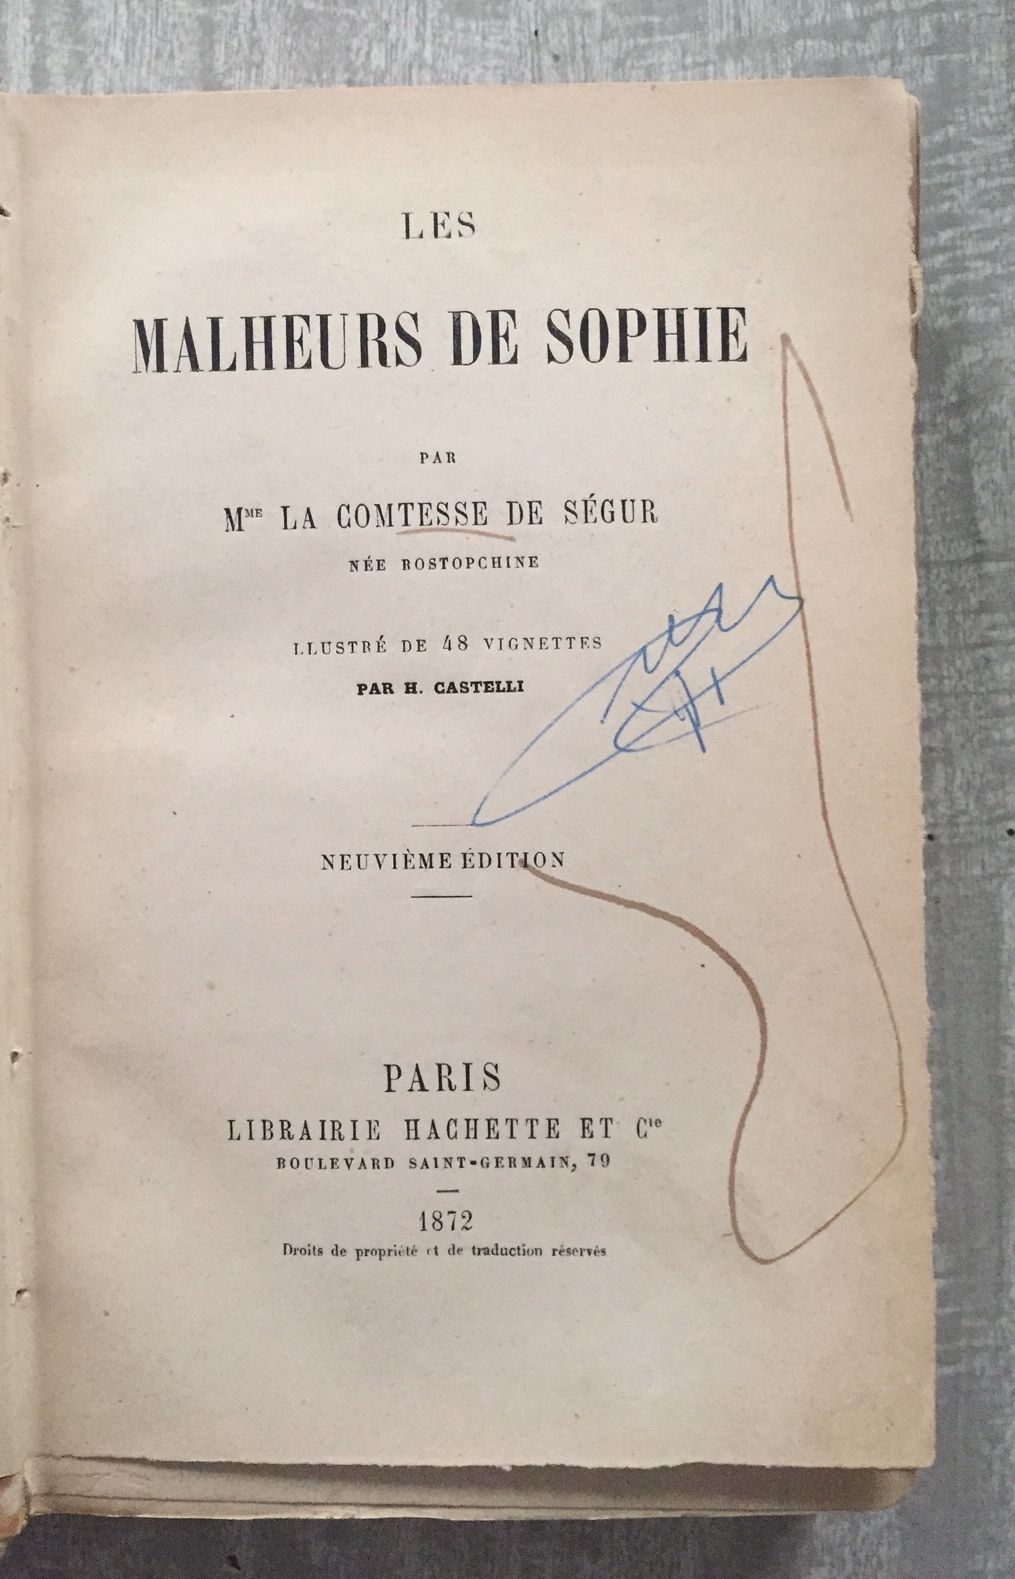 LES
MALHEURS DE SOPHIE
PAR
MME LA COMTESSE DE SÉGUR
NÉE ROSTOPCHINE
ILLUSTRÉ DE 48 VIGNETTES
PAR H. CASTELLI
NEUVIÈME ÉDITION
PARIS
LIBRAIRIE HACHETTE ET Cie
BOULEVARD SAINT-GERMAIN, 79
1872
Droits de propriété et de traduction réservés